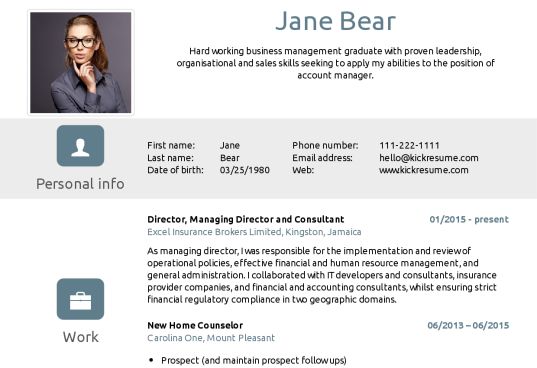 Jane Bear
Hard working business management graduate with proven leadership,
organisational and sales skills seeking to apply my abilities to the position of
account manager.
Personal info
First name: Jane Phone number: 111-222-1111
Last name: Bear Email address: hello@kickresume.com
Date of birth: 03/25/1980 Web: www.kickresume.com
Director, Managing Director and Consultant 01/2015 - present
Excel Insurance Brokers Limited, Kingston, Jamaica
As managing director, I was responsible for the implementation and review of
operational policies, effective financial and human resource management, and
general administration. I collaborated with IT developers and consultants, insurance
provider companies, and financial and accounting consultants, whilst ensuring strict
financial regulatory compliance in two geographic domains.
Work
New Home Counselor 06/2013 – 06/2015
Carolina One, Mount Pleasant
• Prospect (and maintain prospect followups)